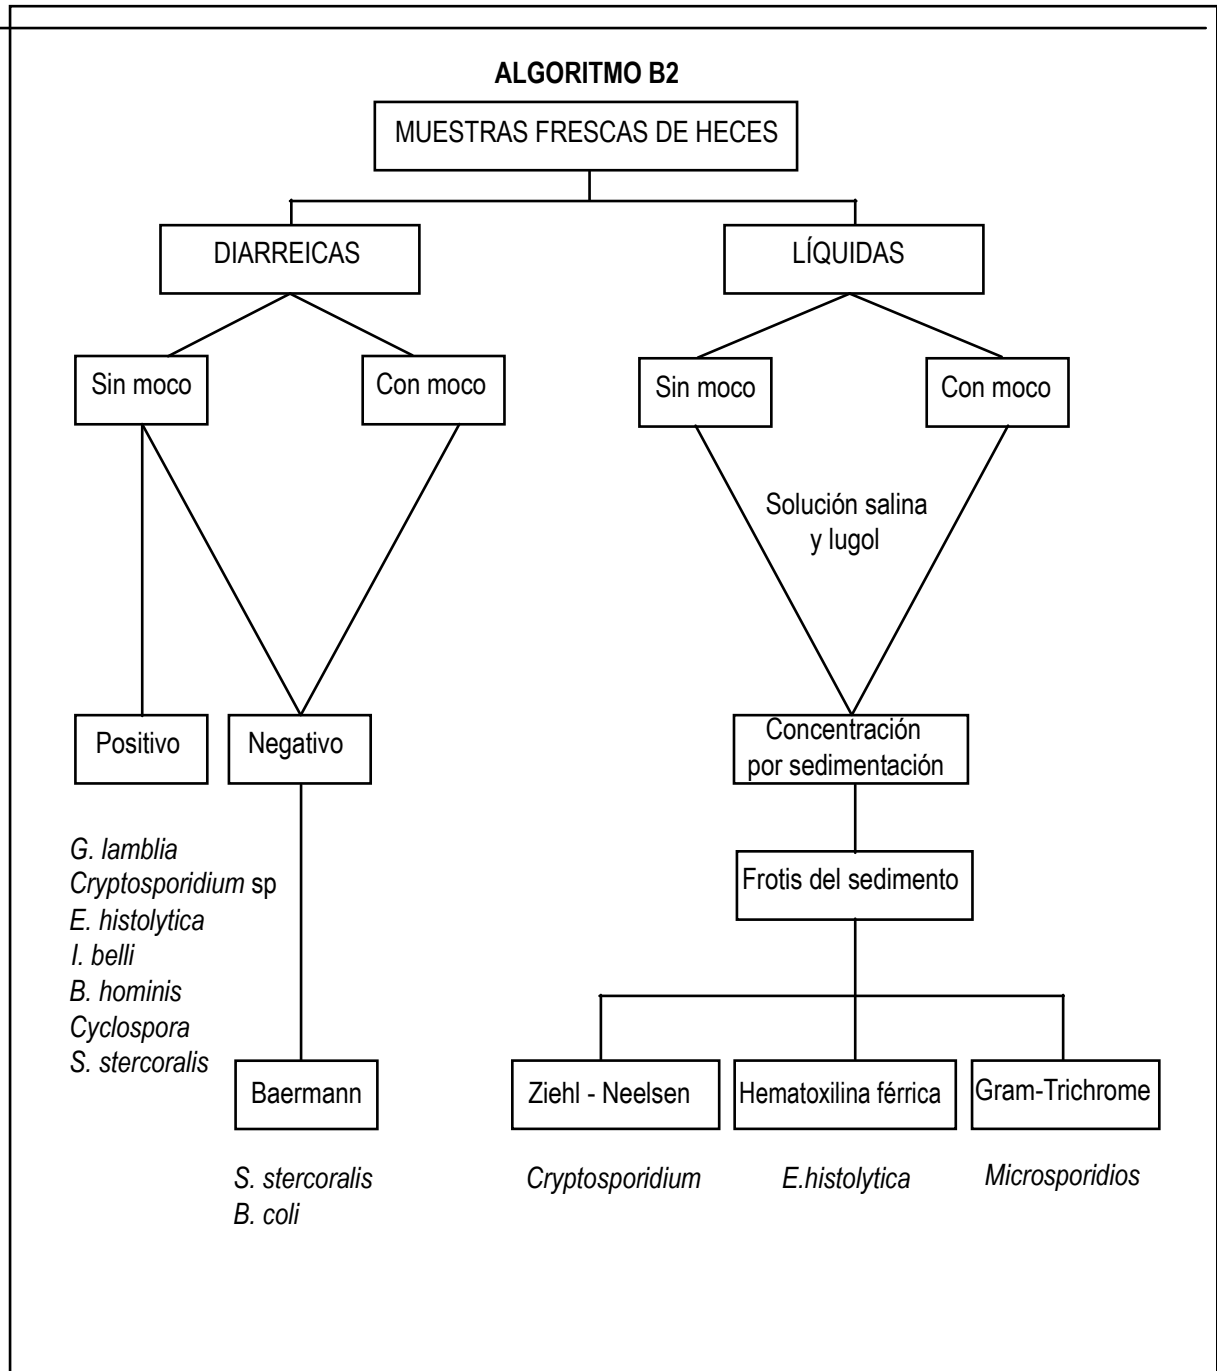 ALGORITMO B2
MUESTRAS FRESCAS DE HECES
DIARREICAS
LÍQUIDAS
Sin moco
Con moco
Sin moco
Con moco
Solución salina
y lugol
Positivo
Negativo
Concentración
por sedimentación
G. lamblia
Cryptosporidium sp
E. histolytica
I. belli
B. hominis
Cyclospora
S. stercoralis
Frotis del sedimento
Baermann
Ziehl - Neelsen
Hematoxilina férrica
Gram-Trichrome
S. stercoralis
B. coli
Cryptosporidium
E.histolytica
Microsporidios